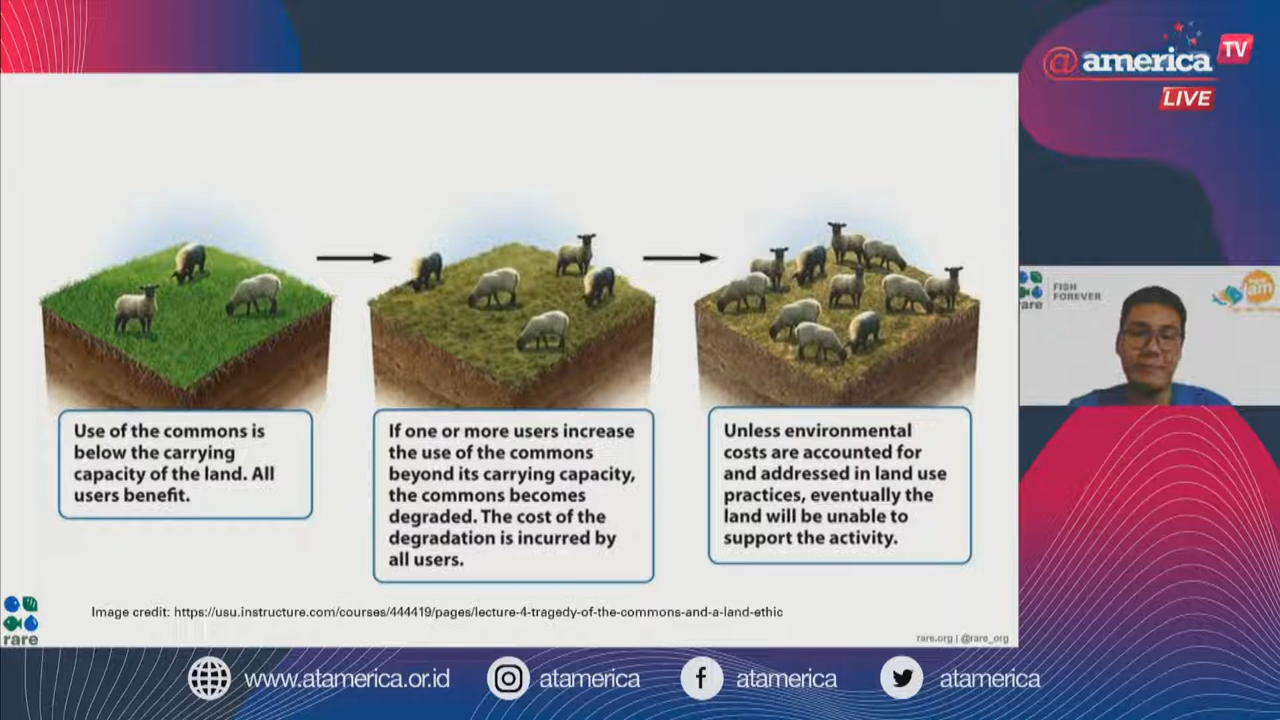 @america TV
LIVE
Use of the commons is
below the carrying
capacity of the land. All
users benefit.
If one or more users increase
the use of the commons
beyond its carrying capacity,
the commons becomes
degraded. The cost of the
degradation is incurred by
all users.
Unless environmental
costs are accounted for
and addressed in land use
practices, eventually the
land will be unable to
support the activity.
Image credit: https://usu.instructure.com/courses/444419/pages/lecture-4-tragedy-of-the-commons-and-a-land-ethic
rare
rare.org | @rare_org
rare
FISH
FOREVER
www.atamerica.or.id
atamerica
atamerica
atamerica